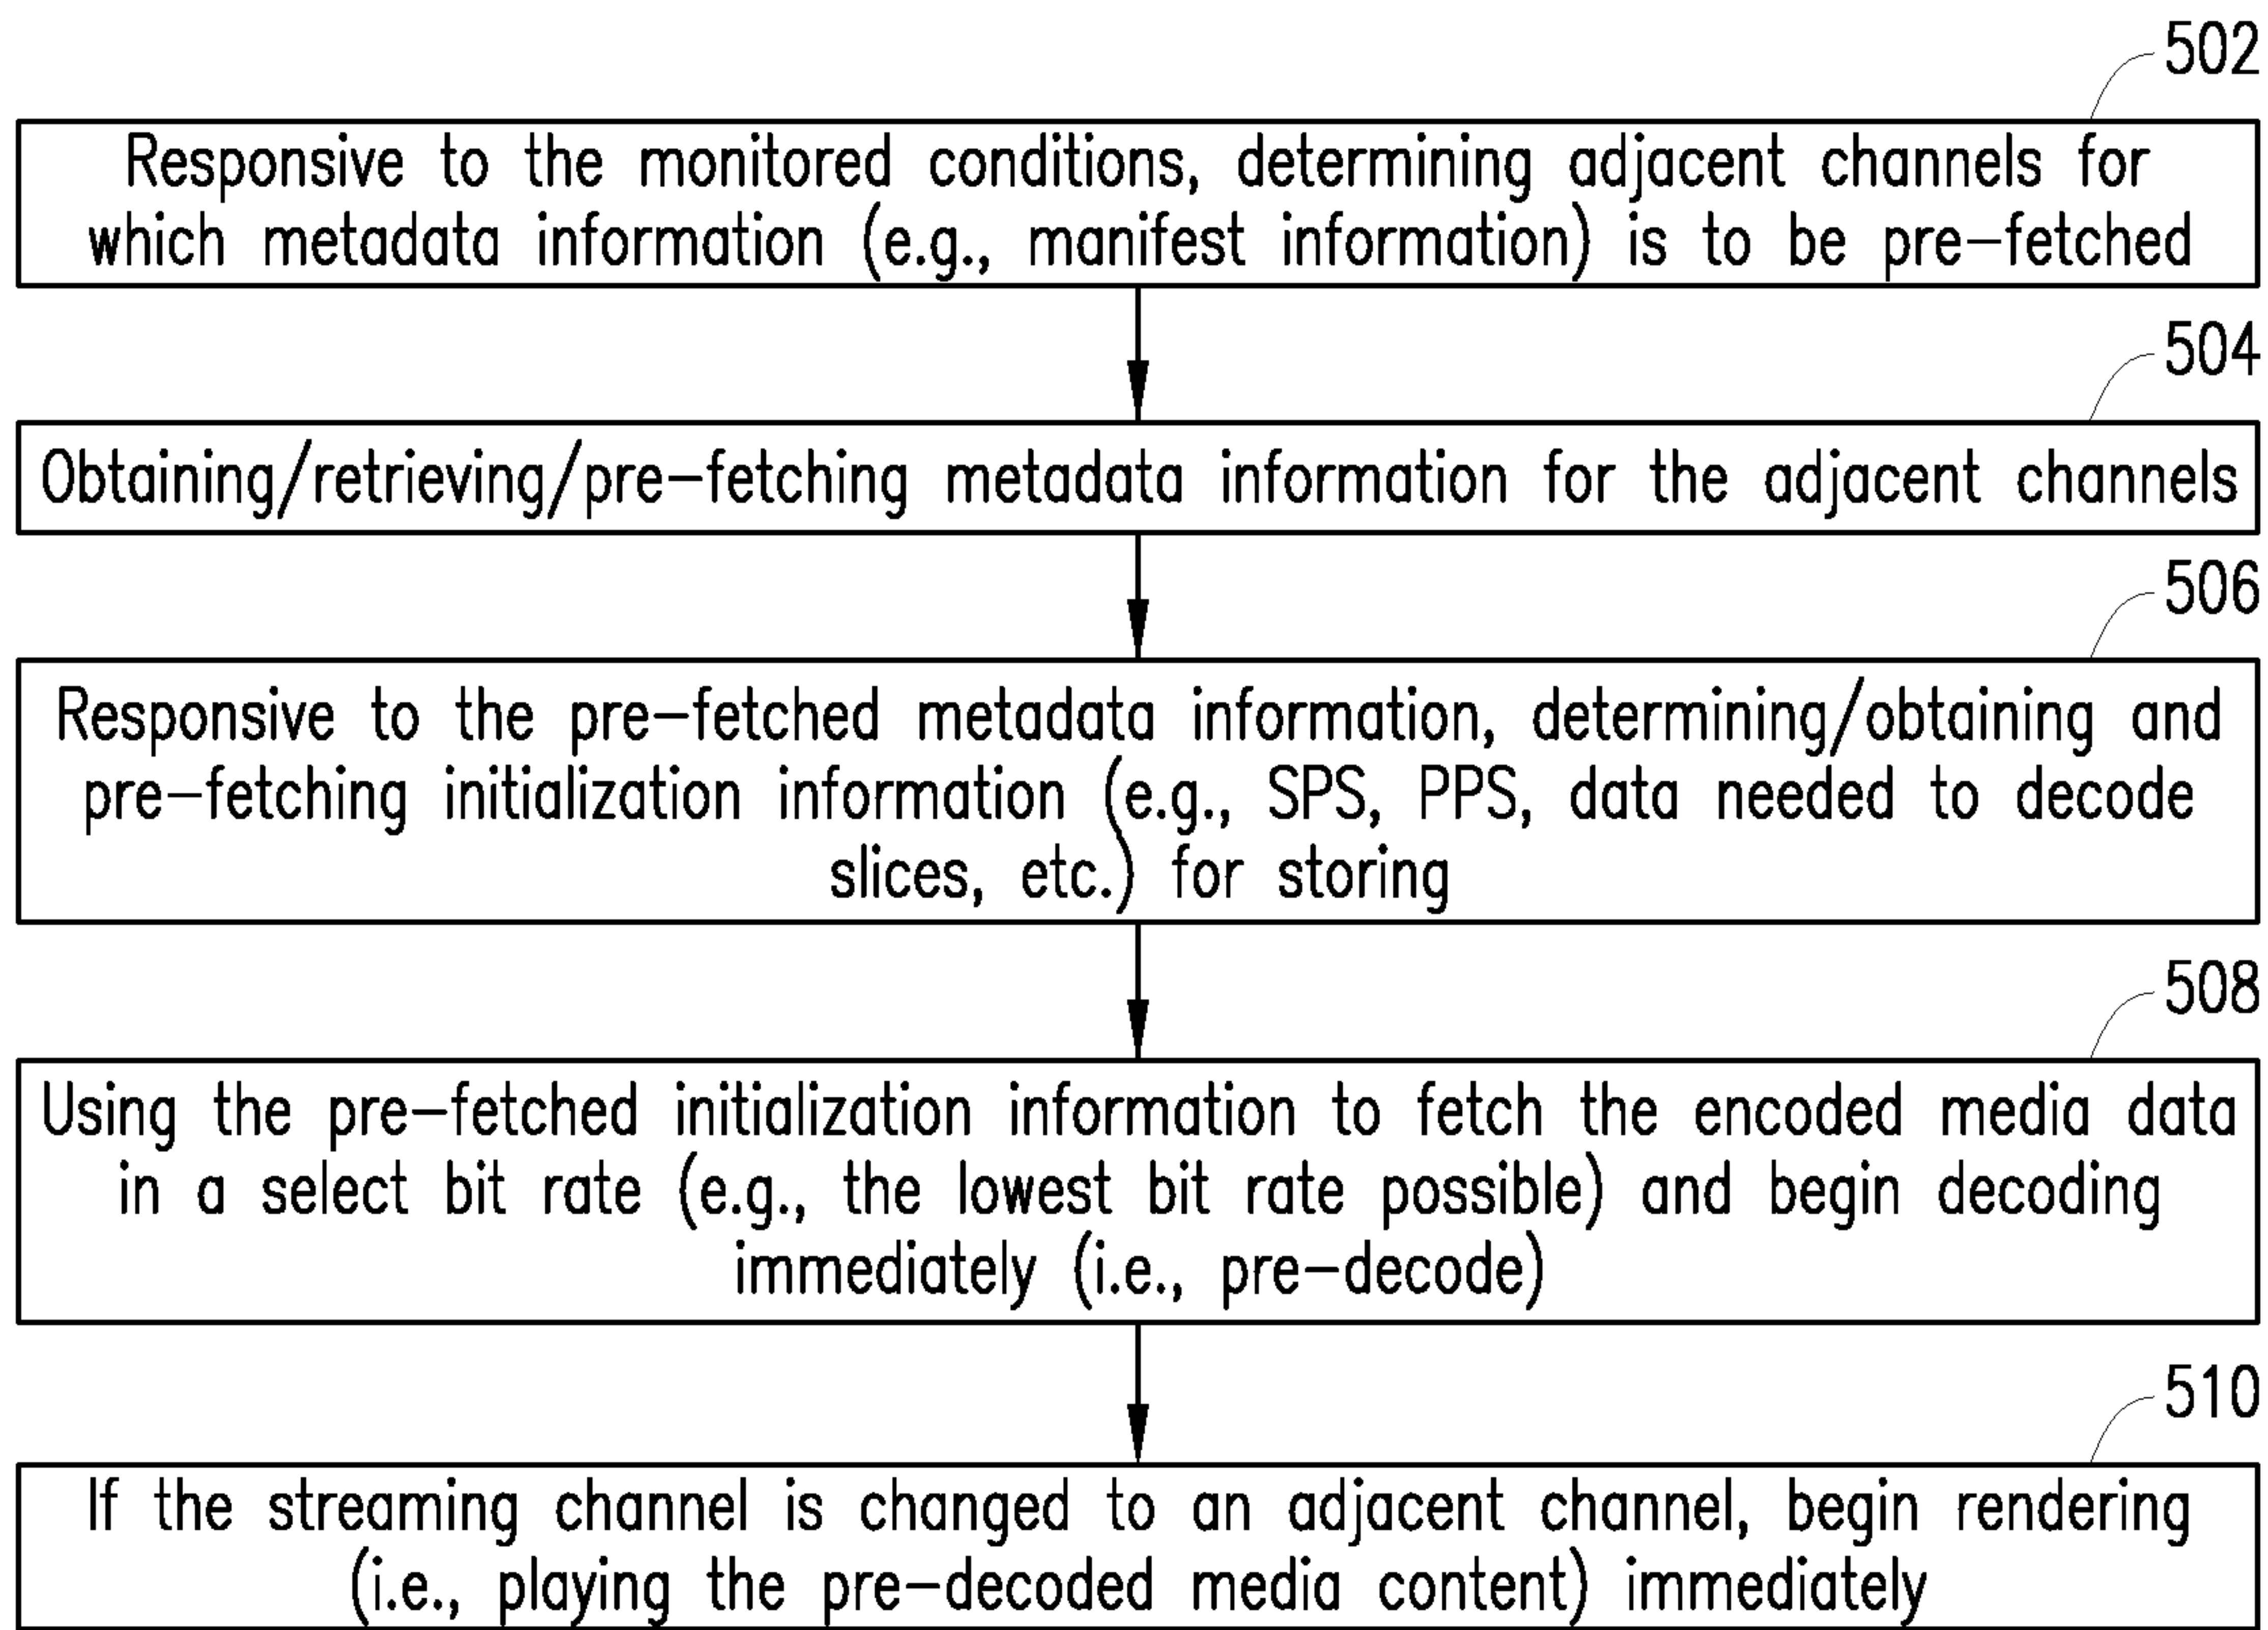 502
Responsive to the monitored conditions, determining adjacent channels for
which metadata information (e.g., manifest information) is to be pre-fetched
504
Obtaining/retrieving/pre-fetching metadata information for the adjacent channels
506
Responsive to the pre-fetched metadata information, determining/obtaining and
pre-fetching initialization information (e.g., SPS, PPS, data needed to decode
slices, etc.) for storing
508
Using the pre-fetched initialization information to fetch the encoded media data
in a select bit rate (e.g., the lowest bit rate possible) and begin decoding
immediately (i.e., pre-decode)
510
If the streaming channel is changed to an adjacent channel, begin rendering
(i.e., playing the pre-decoded media content) immediately